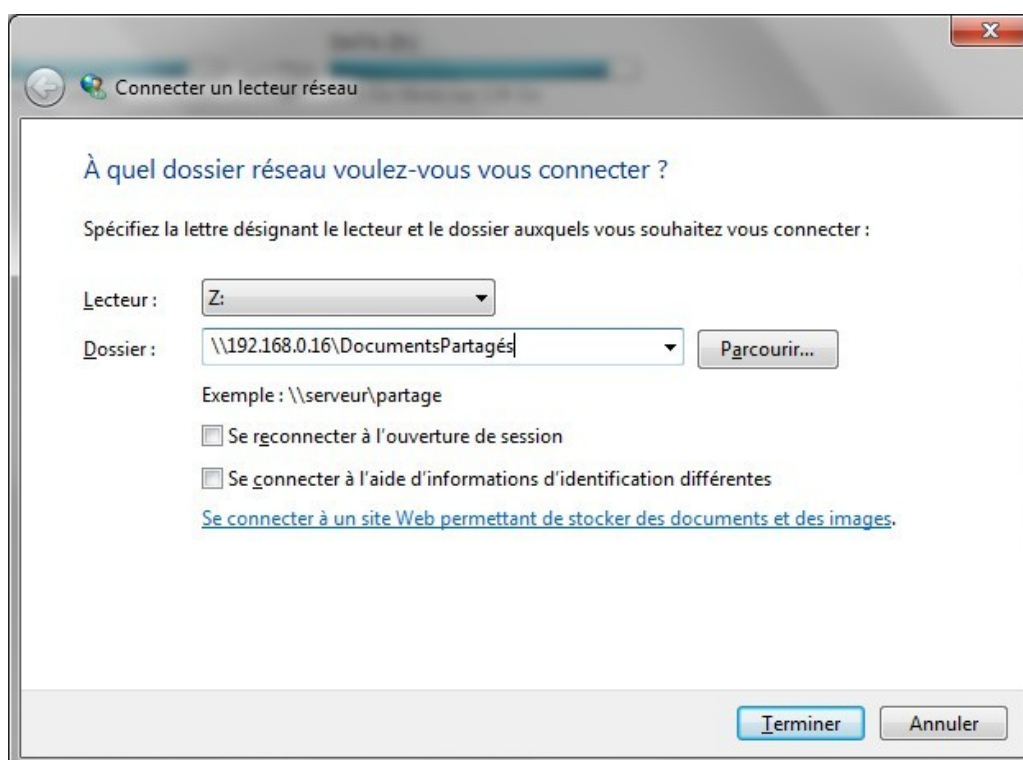 Connecter un lecteur réseau
À quel dossier réseau voulez-vous vous connecter ?
Spécifiez la lettre désignant le lecteur et le dossier auxquels vous souhaitez vous connecter :
Lecteur : Z:
Dossier : \\192.168.0.16\DocumentsPartagés Parcourir...
Exemple : \\serveur\partage
Se reconnecter à l'ouverture de session
Se connecter à l'aide d'informations d'identification différentes
Se connecter à un site Web permettant de stocker des documents et des images.
Terminer Annuler